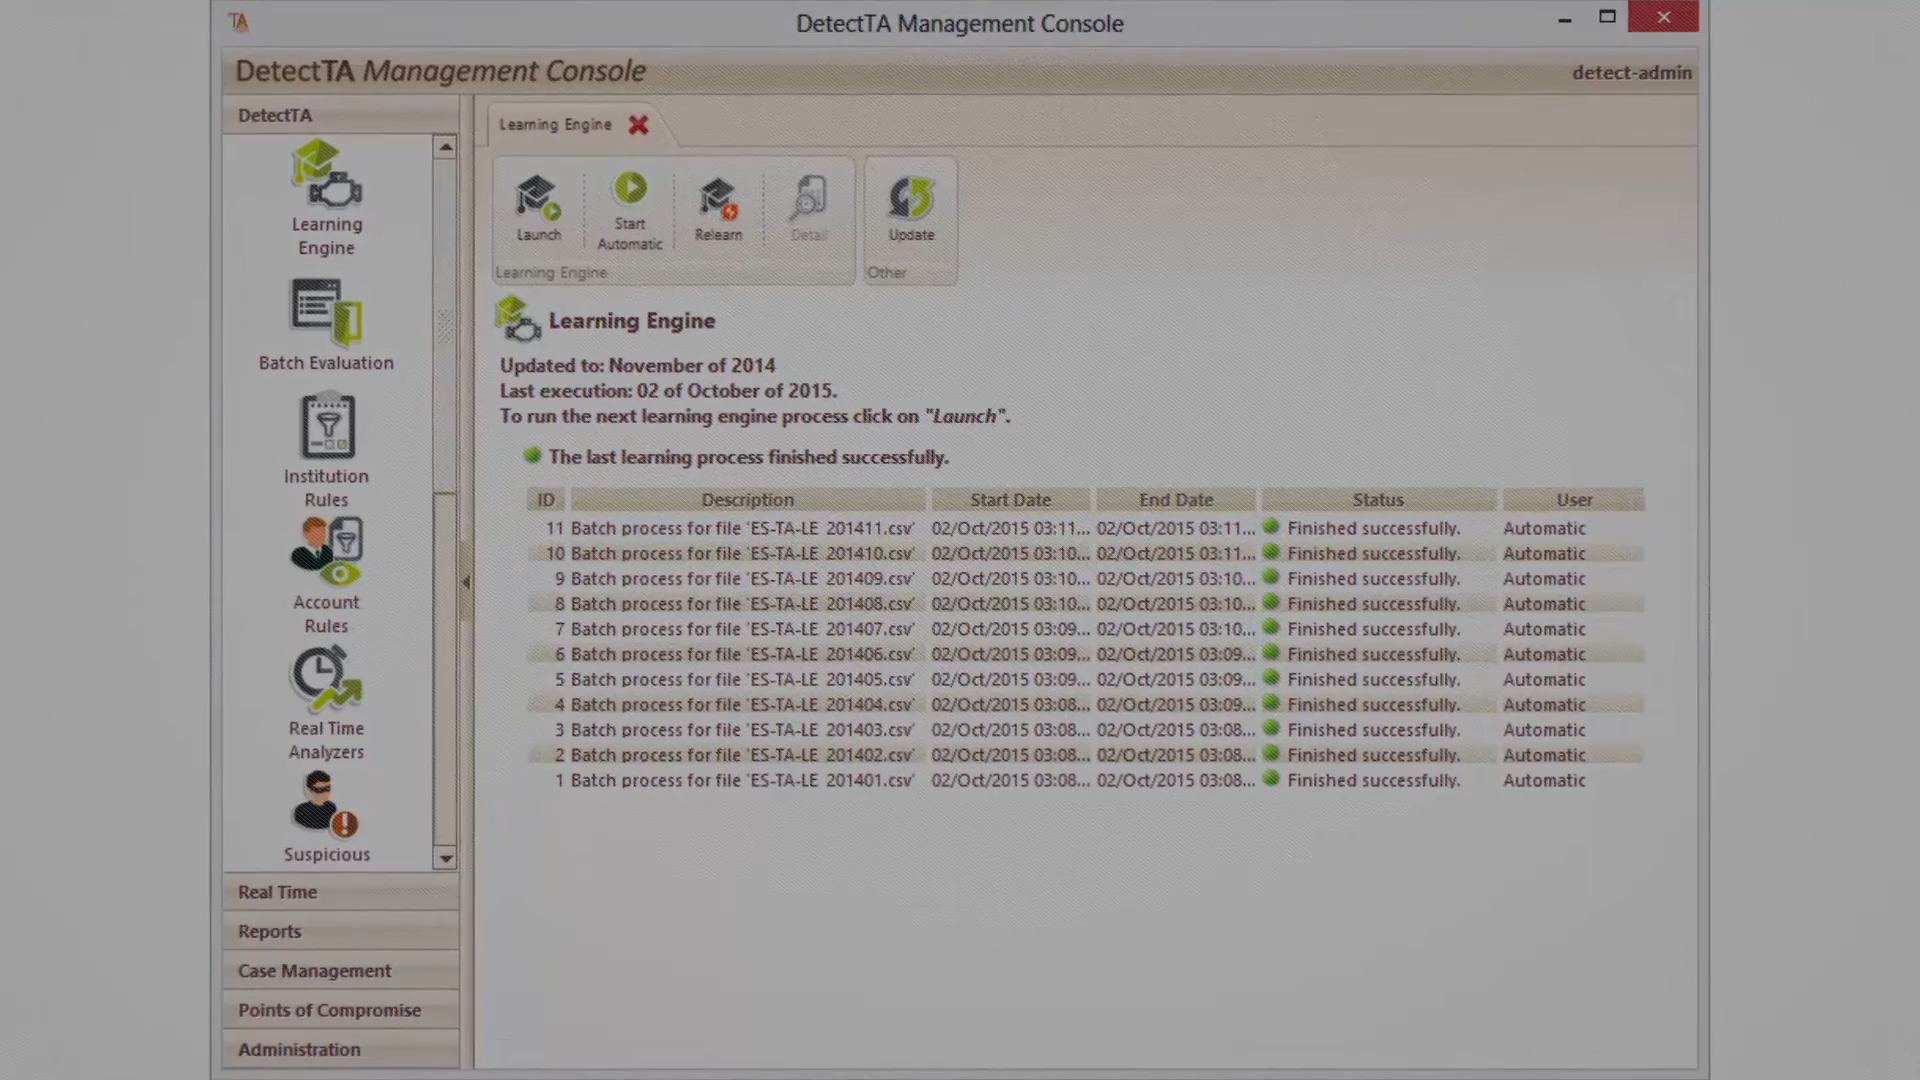 TA
DetectTA Management Console
DetectTA Management Console
detect-admin
DetectTA
Learning
Engine
Batch Evaluation
Institution
Rules
Account
Rules
Real Time
Analyzers
Suspicious
Real Time
Reports
Case Management
Points of Compromise
Administration
Learning Engine
Launch
Start
Automatic
Relearn
Detail
Update
Learning Engine
Other
Learning Engine
Updated to: November of 2014
Last execution: 02 of October of 2015.
To run the next learning engine process click on "Launch".
The last learning process finished successfully.
ID Description Start Date End Date Status User
11 Batch process for file 'ES-TA-LE 201411.csv' 02/Oct/2015 03:11... 02/Oct/2015 03:11... Finished successfully. Automatic
10 Batch process for file 'ES-TA-LE 201410.csv' 02/Oct/2015 03:10... 02/Oct/2015 03:11... Finished successfully. Automatic
9 Batch process for file 'ES-TA-LE 201409.csv' 02/Oct/2015 03:10... 02/Oct/2015 03:10... Finished successfully. Automatic
8 Batch process for file 'ES-TA-LE 201408.csv' 02/Oct/2015 03:10... 02/Oct/2015 03:10... Finished successfully. Automatic
7 Batch process for file 'ES-TA-LE 201407.csv' 02/Oct/2015 03:09... 02/Oct/2015 03:10... Finished successfully. Automatic
6 Batch process for file 'ES-TA-LE 201406.csv' 02/Oct/2015 03:09... 02/Oct/2015 03:09... Finished successfully. Automatic
5 Batch process for file 'ES-TA-LE 201405.csv' 02/Oct/2015 03:09... 02/Oct/2015 03:09... Finished successfully. Automatic
4 Batch process for file 'ES-TA-LE 201404.csv' 02/Oct/2015 03:08... 02/Oct/2015 03:09... Finished successfully. Automatic
3 Batch process for file 'ES-TA-LE 201403.csv' 02/Oct/2015 03:08... 02/Oct/2015 03:08... Finished successfully. Automatic
2 Batch process for file 'ES-TA-LE 201402.csv' 02/Oct/2015 03:08... 02/Oct/2015 03:08... Finished successfully. Automatic
1 Batch process for file 'ES-TA-LE 201401.csv' 02/Oct/2015 03:08... 02/Oct/2015 03:08... Finished successfully. Automatic